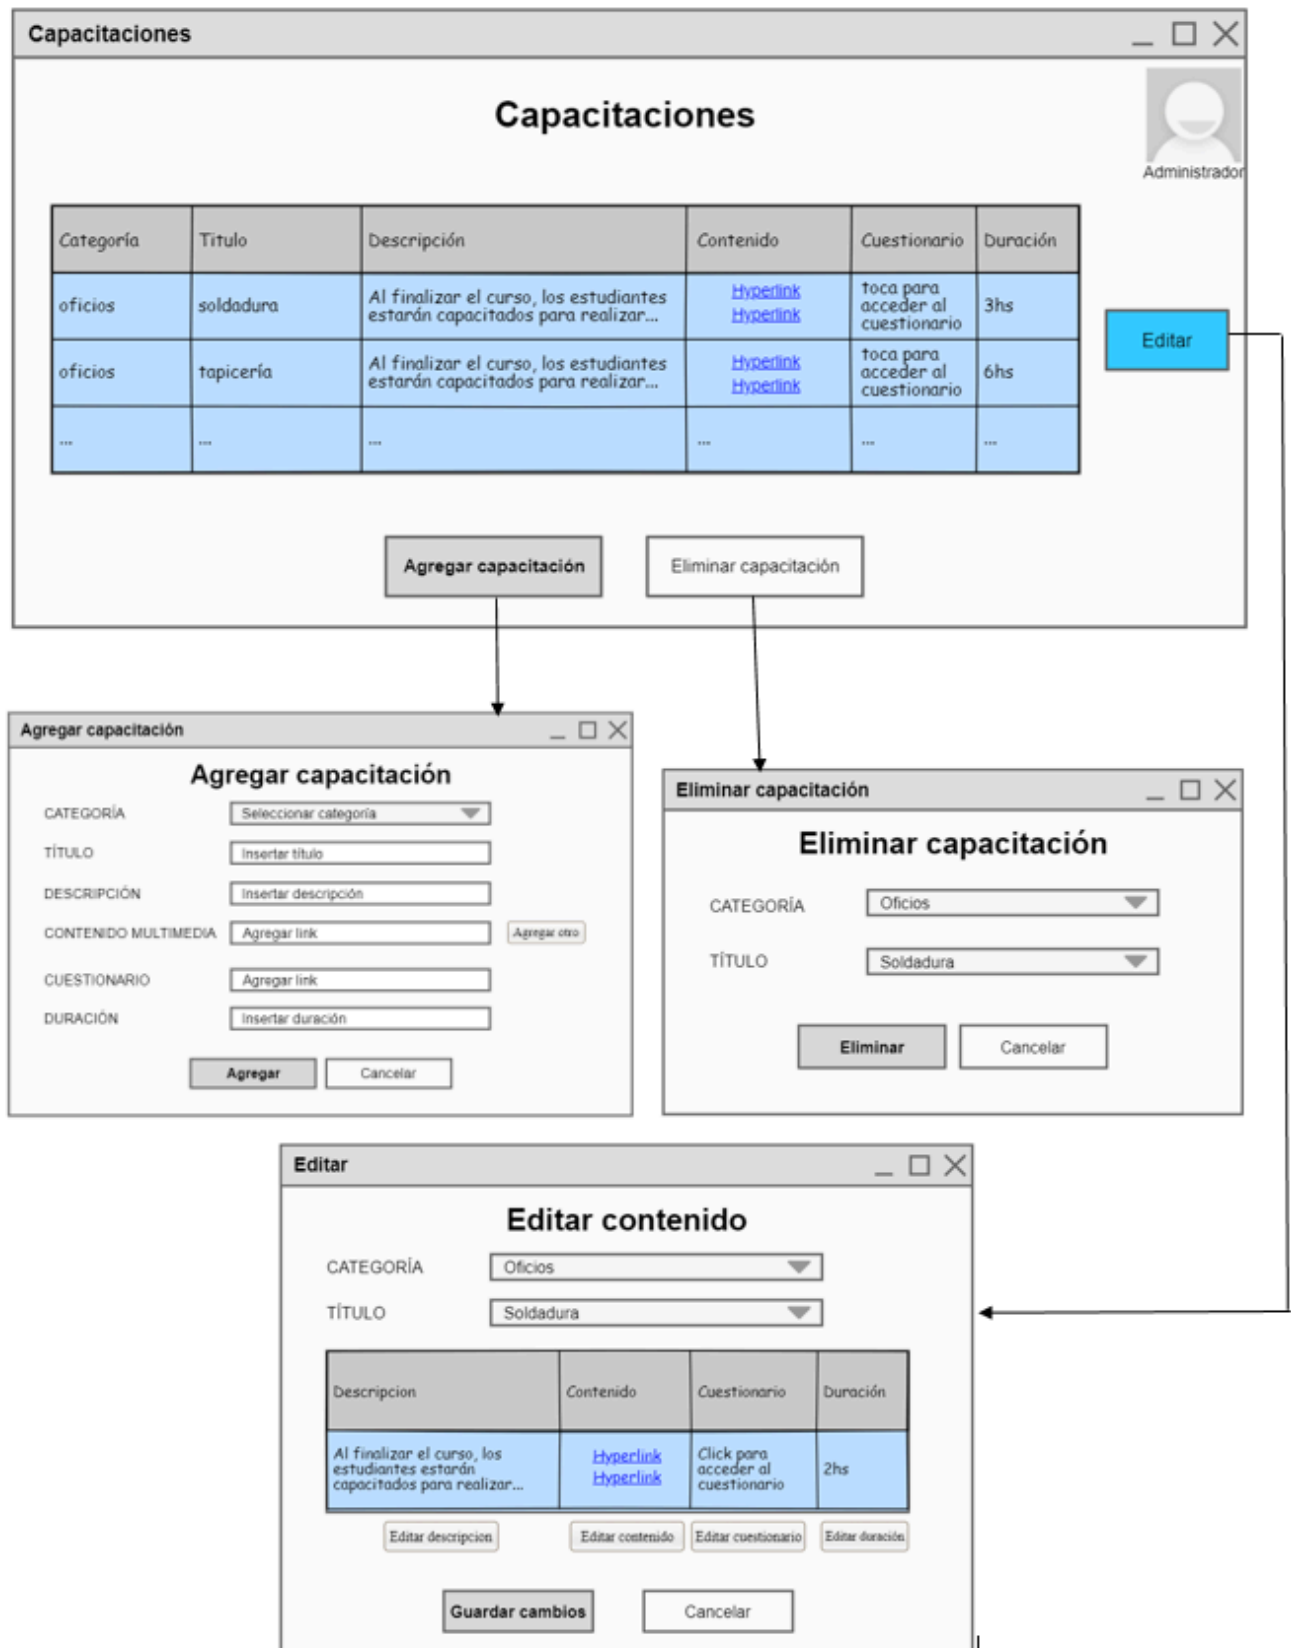 Capacitaciones
Capacitaciones
Administrador
Categoría Titulo Descripción Contenido Cuestionario Duración
oficios soldadura Al finalizar el curso, los estudiantes estarán capacitados para realizar... Hyperlink Hyperlink toca para acceder al cuestionario 3hs
oficios tapicería Al finalizar el curso, los estudiantes estarán capacitados para realizar... Hyperlink Hyperlink toca para acceder al cuestionario 6hs
... ... ... ... ... ...
Editar
Agregar capacitación Eliminar capacitación
Agregar capacitación
Agregar capacitación
CATEGORÍA Seleccionar categoría
TÍTULO Insertar título
DESCRIPCIÓN Insertar descripción
CONTENIDO MULTIMEDIA Agregar link Agregar otro
CUESTIONARIO Agregar link
DURACIÓN Insertar duración
Agregar Cancelar
Eliminar capacitación
Eliminar capacitación
CATEGORÍA Oficios
TÍTULO Soldadura
Eliminar Cancelar
Editar
Editar contenido
CATEGORÍA Oficios
TÍTULO Soldadura
Descripcion Contenido Cuestionario Duración
Al finalizar el curso, los estudiantes estarán capacitados para realizar... Hyperlink Hyperlink Click para acceder al cuestionario 2hs
Editar descripcion Editar contenido Editar cuestionario Editar duración
Guardar cambios Cancelar